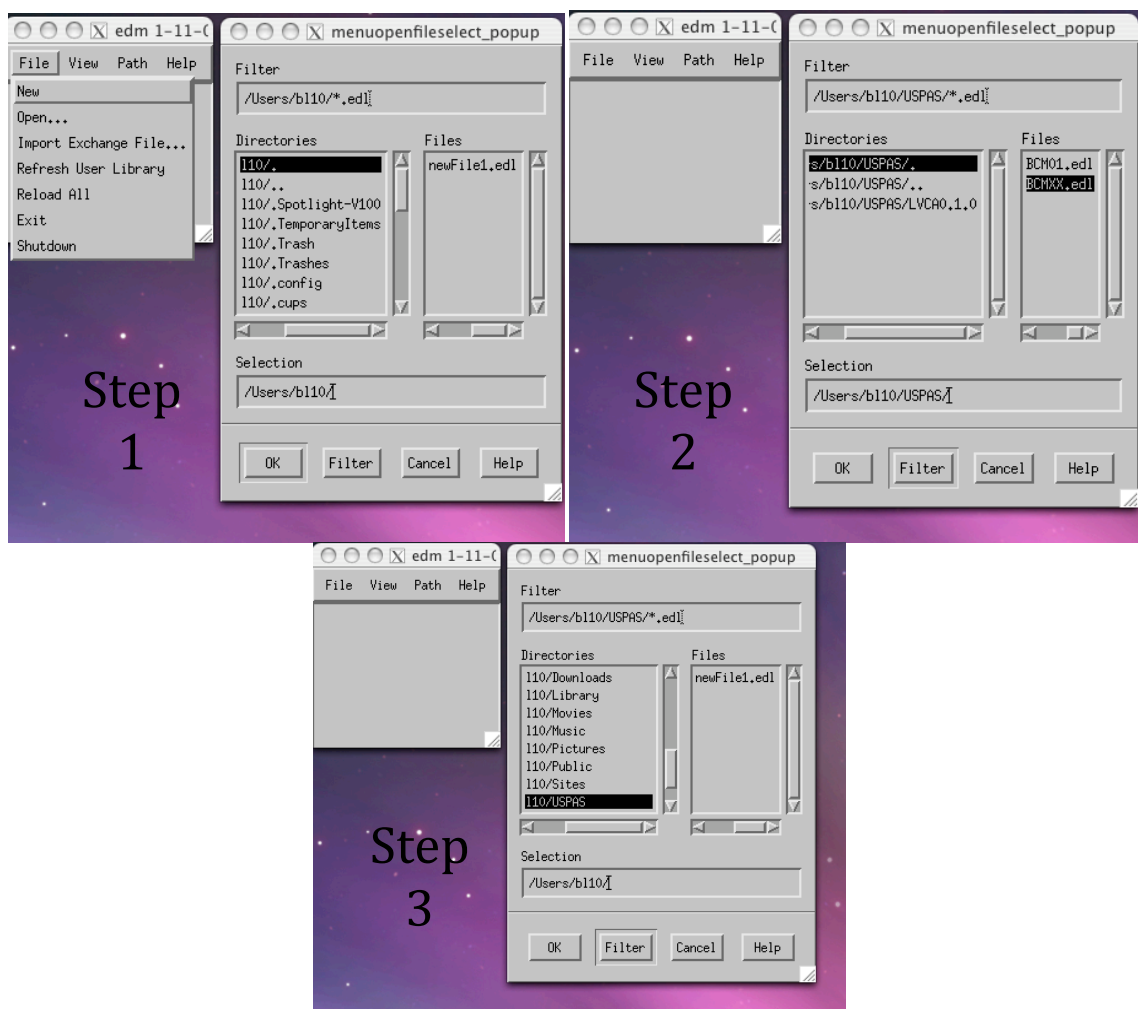 edm 1-11-0
File View Path Help
New
Open...
Import Exchange File...
Refresh User Library
Reload All
Exit
Shutdown
menuopenfileselect_popup
Filter
/Users/bl10/*.edl
Directories
l10/.
l10/..
l10/.Spotlight-V100
l10/.TemporaryItems
l10/.Trash
l10/.Trashes
l10/.config
l10/.cups
Files
newFile1.edl
Selection
/Users/bl10/
OK Filter Cancel Help
Step
1
edm 1-11-0
File View Path Help
menuopenfileselect_popup
Filter
/Users/bl10/USPAS/*.edl
Directories
s/bl10/USPAS/.
s/bl10/USPAS/..
s/bl10/USPAS/LVCA0.1.0
Files
BCM01.edl
BCMXX.edl
Selection
/Users/bl10/USPAS/
OK Filter Cancel Help
Step
2
edm 1-11-0
File View Path Help
menuopenfileselect_popup
Filter
/Users/bl10/USPAS/*.edl
Directories
l10/Downloads
l10/Library
l10/Movies
l10/Music
l10/Pictures
l10/Public
l10/Sites
l10/USPAS
Files
newFile1.edl
Selection
/Users/bl10/
OK Filter Cancel Help
Step
3